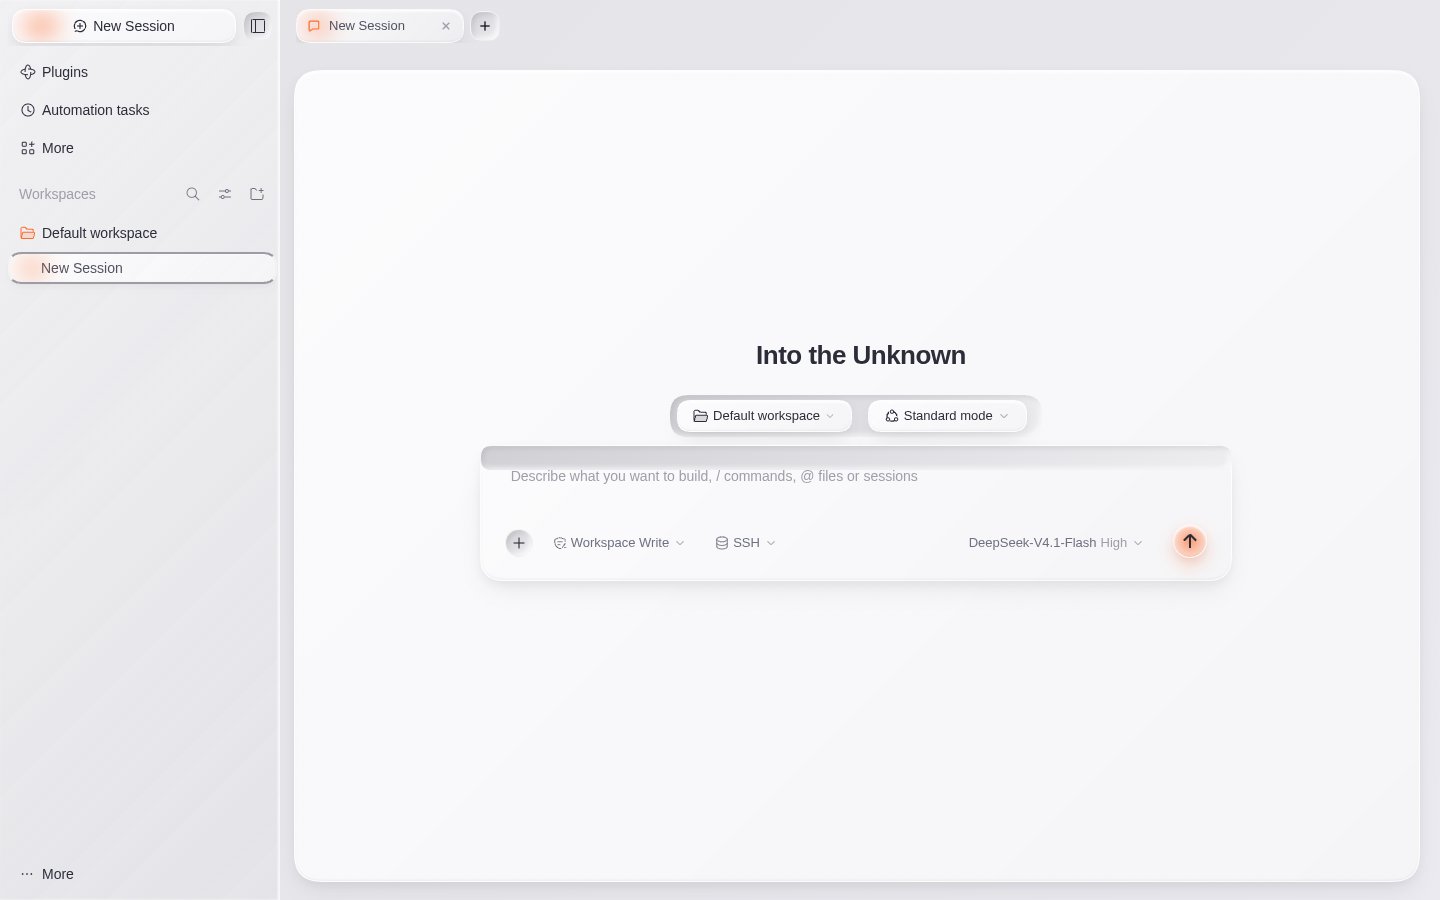 New Session
Plugins
Automation tasks
More
Workspaces
Default workspace
New Session
More
New Session
Into the Unknown
Default workspace
Standard mode
Describe what you want to build, / commands, @ files or sessions
Workspace Write
SSH
DeepSeek-V4.1-Flash High